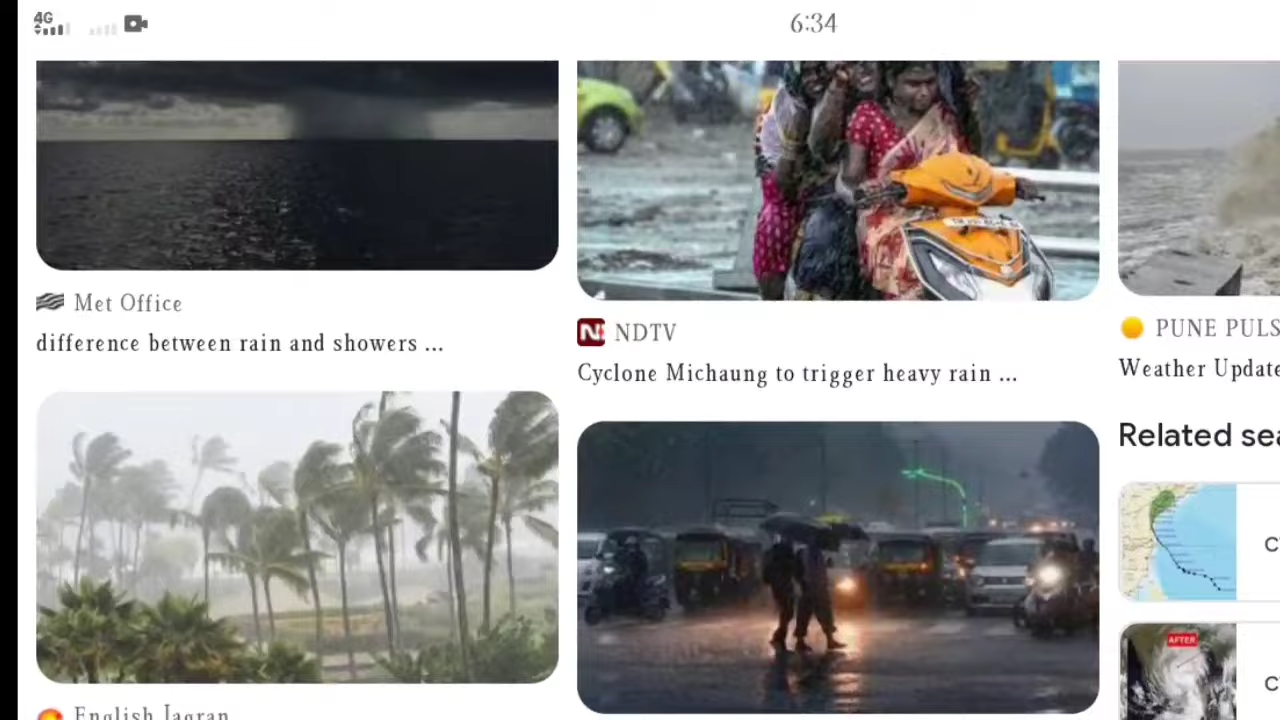 4G
6:34
Met Office
difference between rain and showers ...
NDTV
Cyclone Michaung to trigger heavy rain ...
PUNE PULS
Weather Update
Related sea
AFTER
English Jagran